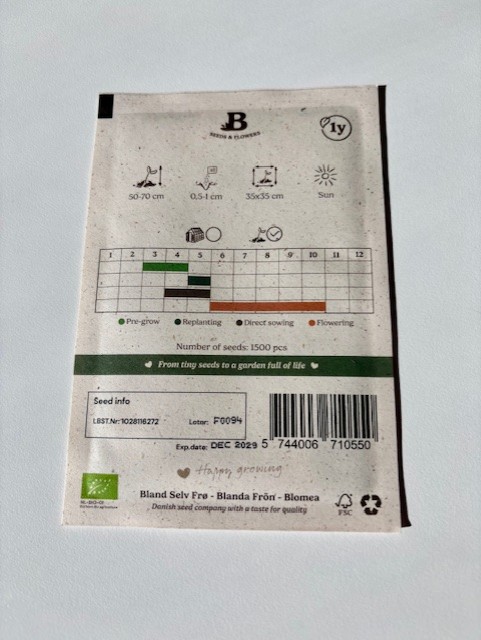 B
SEEDS & FLOWERS
1y
50-70 cm 0,5-1 cm 35x35 cm Sun
1 2 3 4 5 6 7 8 9 10 11 12
Pre-grow Replanting Direct sowing Flowering
Number of seeds: 1500 pcs
From tiny seeds to a garden full of life
Seed info
LBST.Nr:1028116272 Lotnr: F0094
Exp.date: DEC 2029
5 744006 710550
Happy growing
Bland Selv Frø - Blanda Frön - Blomea
Danish seed company with a taste for quality
FSC